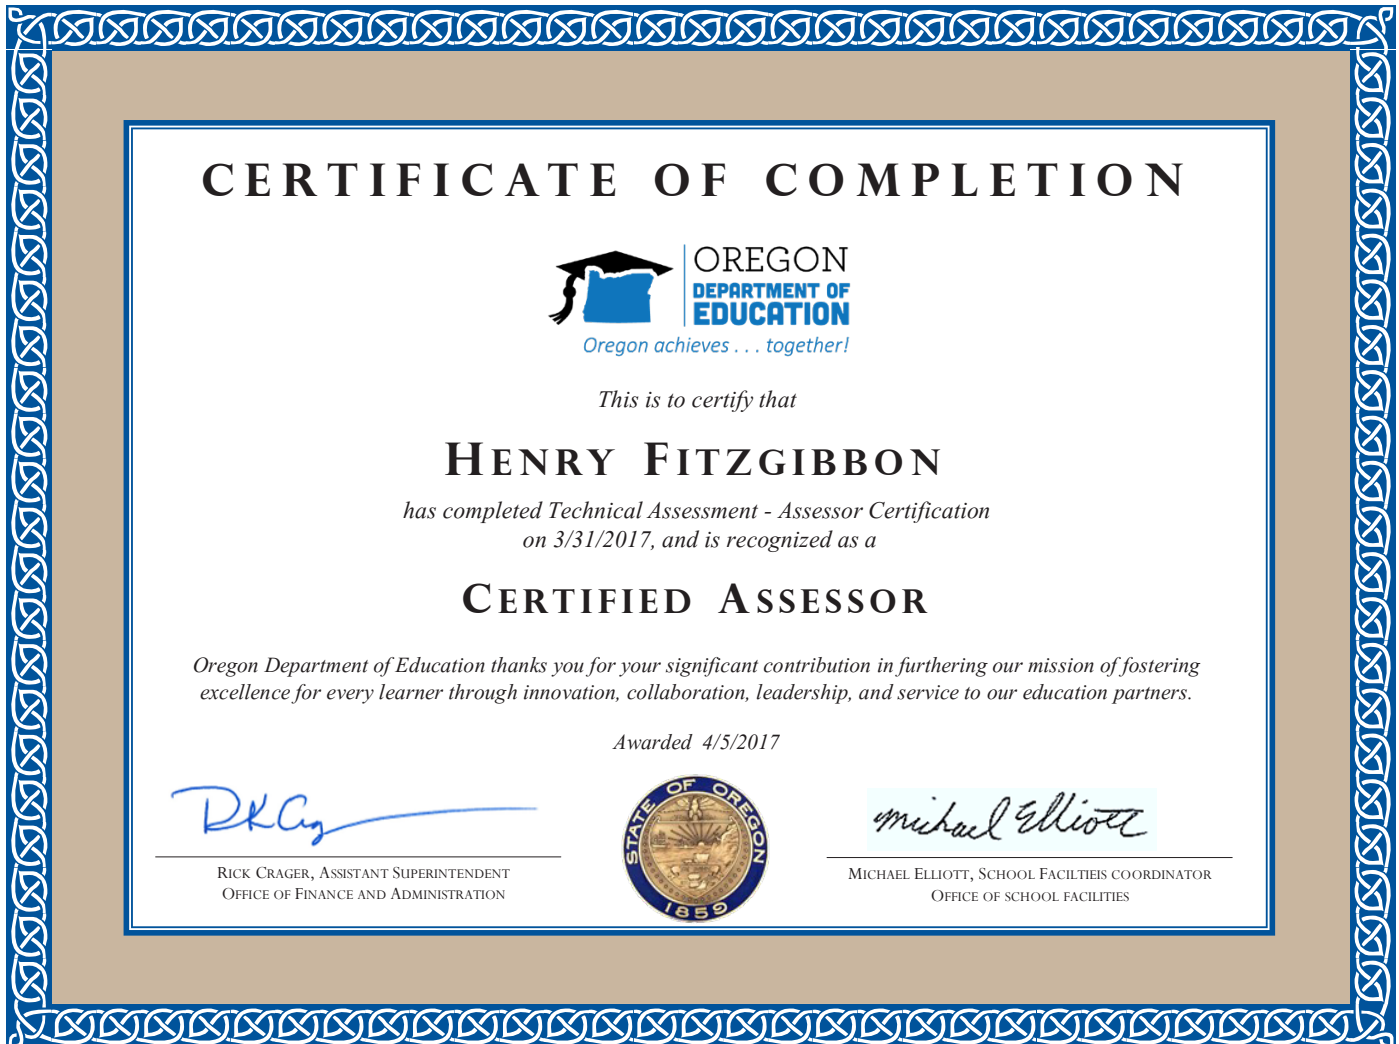 CERTIFICATE OF COMPLETION
OREGON
DEPARTMENT OF
EDUCATION
Oregon achieves . . . together!
This is to certify that
HENRY FITZGIBBON
has completed Technical Assessment - Assessor Certification
on 3/31/2017, and is recognized as a
CERTIFIED ASSESSOR
Oregon Department of Education thanks you for your significant contribution in furthering our mission of fostering
excellence for every learner through innovation, collaboration, leadership, and service to our education partners.
Awarded 4/5/2017
STATE OF OREGON
1859
Michael Elliott
RICK CRAGER, ASSISTANT SUPERINTENDENT
OFFICE OF FINANCE AND ADMINISTRATION
MICHAEL ELLIOTT, SCHOOL FACILTIEIS COORDINATOR
OFFICE OF SCHOOL FACILITIES